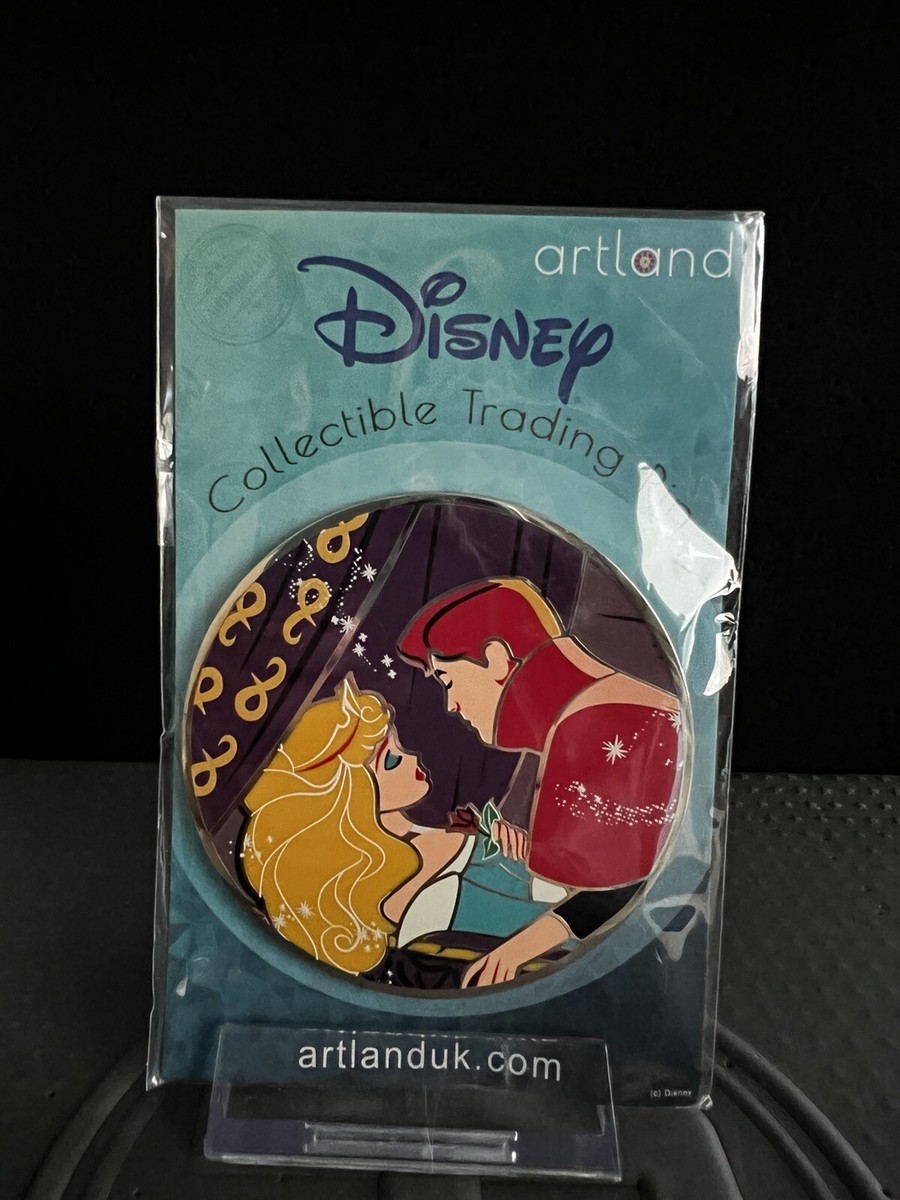 artland
Disney
Collectible Trading
artlanduk.com
(c) Disney